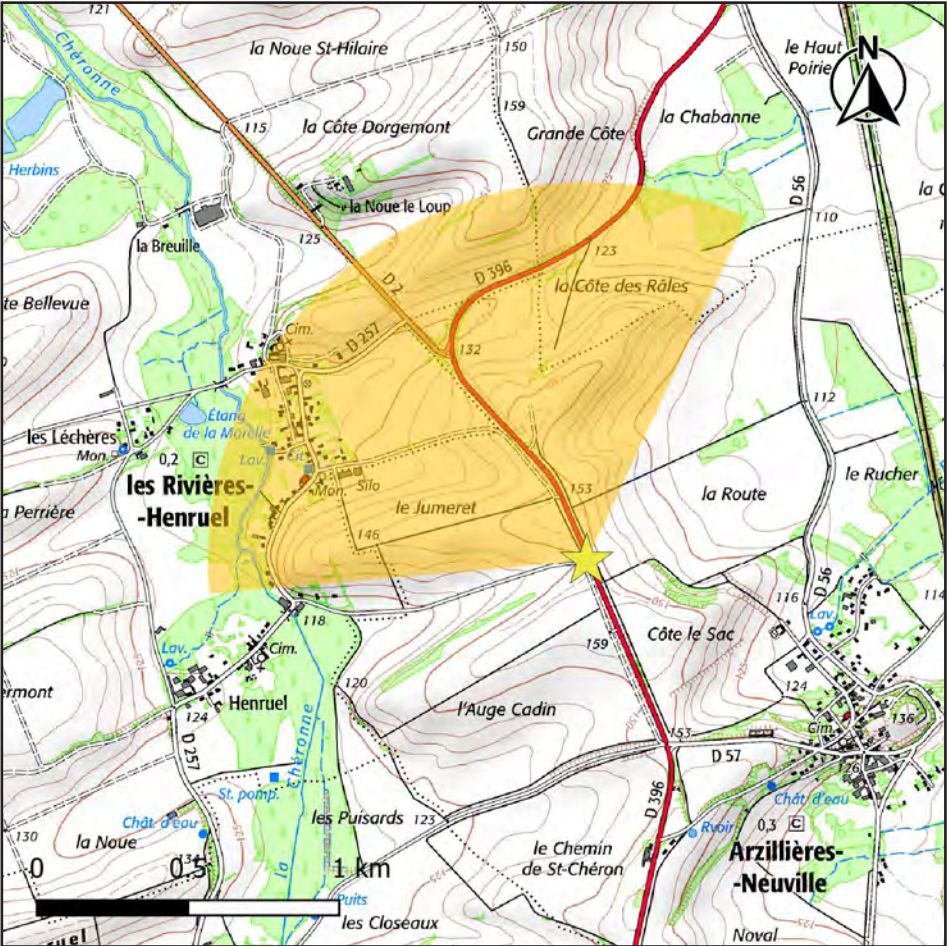 121
Chéronne
la Noue St-Hilaire
150
le Haut
Poirie
N
159
115
la Côte Dorgemont
Grande Côte
la Chabanne
Herbins
D 56
la Noue le Loup
110
la Breuille
125
123
D 2
D 396
la Côte des Râles
te Bellevue
Cim.
D 257
132
112
Étang
de la Morelle
les Léchères
Mon.
Lav.
0,2 C
les Rivières-
-Henruel
Mon.
Silo
153
la Route
le Rucher
a Perrière
le Jumeret
146
D 56
116
114
118
Lav.
Côte le Sac
159
Lav.
Cim.
120
124
ermont
Henruel
l'Auge Cadin
136
124
Cim.
153
D 57
D 257
la Chéronne
St. pomp.
Chât. d'eau
D 396
les Puisards
123
Chât. d'eau
130
la Noue
Rvoir
0,3 C
le Chemin
de St-Chéron
Arzillières-
-Neuville
0
0,5
1 km
Puits
les Closeaux
Noval
ruel